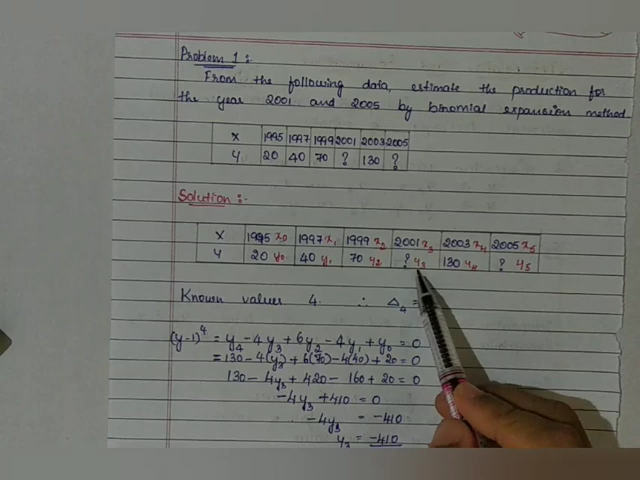 Problem 1:
From the following data, estimate the production for
the year 2001 and 2005 by binomial expansion method
X 1995 1997 1999 2001 2003 2005
Y 20 40 70 ? 130 ?
Solution:-
X 1995 x₀ 1997 x₁ 1999 x₂ 2001 x₃ 2003 x₄ 2005 x₅
Y 20 y₀ 40 y₁ 70 y₂ ? y₃ 130 y₄ ? y₅
Known values 4 ∴ Δ₄ =
(y-1)⁴ = y₄ - 4y₃ + 6y₂ - 4y₁ + y₀ = 0
= 130 - 4(y₃) + 6(70) - 4(40) + 20 = 0
130 - 4y₃ + 420 - 160 + 20 = 0
-4y₃ + 410 = 0
-4y₃ = -410
y₃ = -410